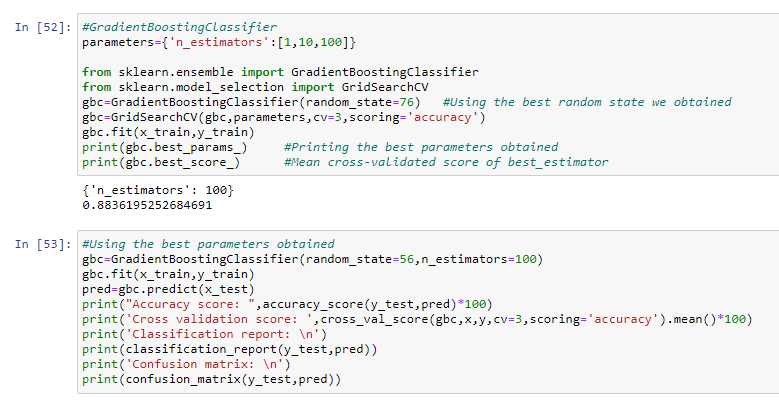 In [52]: #GradientBoostingClassifier
parameters={'n_estimators':[1,10,100]}
from sklearn.ensemble import GradientBoostingClassifier
from sklearn.model_selection import GridSearchCV
gbc=GradientBoostingClassifier(random_state=76)   #Using the best random state we obtained
gbc=GridSearchCV(gbc,parameters,cv=3,scoring='accuracy')
gbc.fit(x_train,y_train)
print(gbc.best_params_)     #Printing the best parameters obtained
print(gbc.best_score_)      #Mean cross-validated score of best_estimator
{'n_estimators': 100}
0.8836195252684691
In [53]: #Using the best parameters obtained
gbc=GradientBoostingClassifier(random_state=56,n_estimators=100)
gbc.fit(x_train,y_train)
pred=gbc.predict(x_test)
print("Accuracy score: ",accuracy_score(y_test,pred)*100)
print('Cross validation score: ',cross_val_score(gbc,x,y,cv=3,scoring='accuracy').mean()*100)
print('Classification report: \n')
print(classification_report(y_test,pred))
print('Confusion matrix: \n')
print(confusion_matrix(y_test,pred))